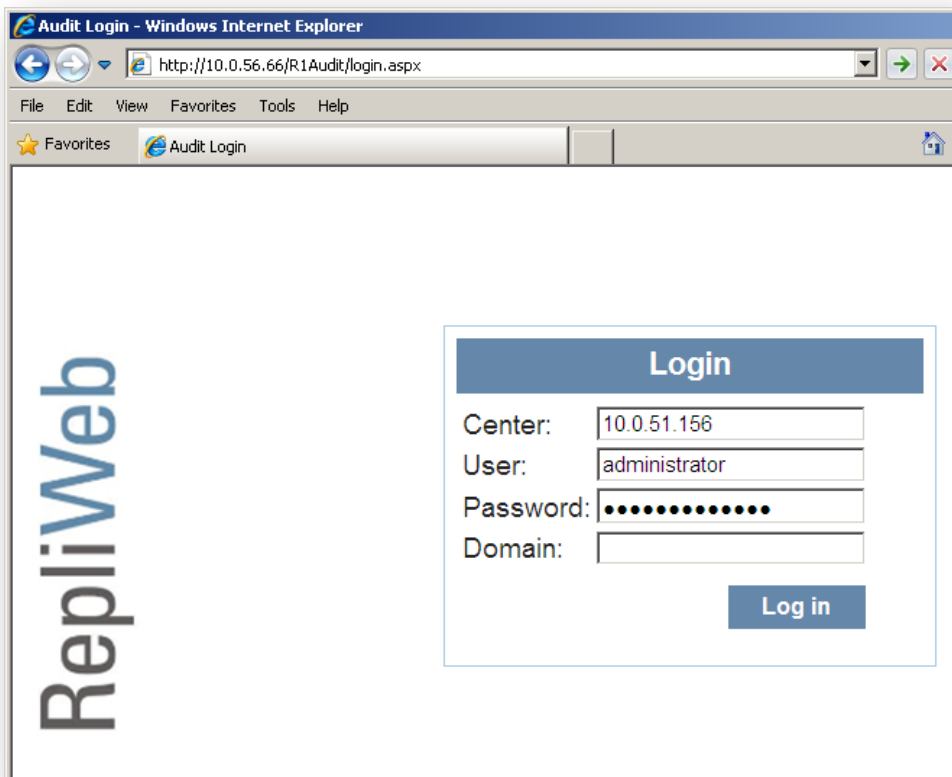 Audit Login - Windows Internet Explorer
http://10.0.56.66/R1Audit/login.aspx
File Edit View Favorites Tools Help
Favorites Audit Login
RepliWeb
Login
Center: 10.0.51.156
User: administrator
Password: •••••••••••••
Domain:
Log in